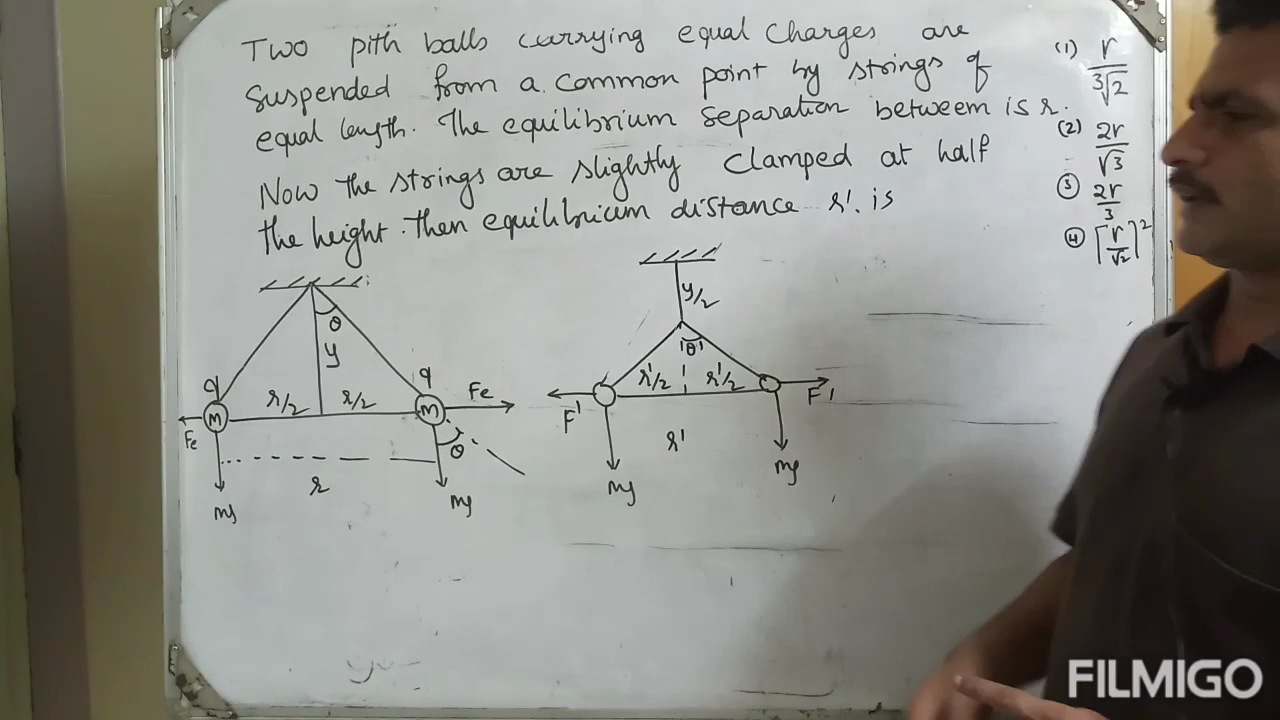 Two pith balls carrying equal charges are
suspended from a common point by strings of
equal length. The equilibrium separation betweem is r.
Now the strings are slightly clamped at half
the height. Then equilibrium distance r'. is
(1) r/∛2
(2) 2r/√3
③ 2r/3
④ [r/√2]²
θ
y
q
q
r/2
r/2
M
M
Fe
Fe
θ
r
mg
mg
y/2
θ'
r'/2
r'/2
F'
F'
r'
mg
mg
FILMIGO